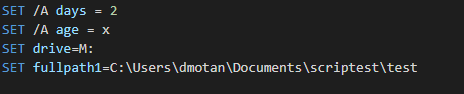 SET /A days = 2
SET /A age = x
SET drive=M:
SET fullpath1=C:\Users\dmotan\Documents\scriptest\test